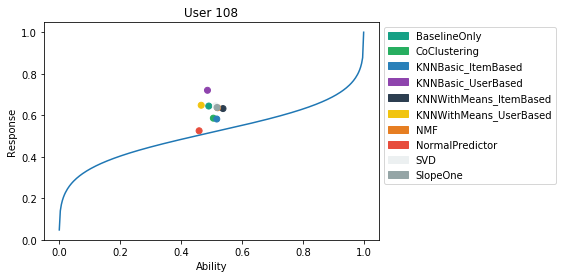 User 108
1.0
0.8
0.6
0.4
0.2
0.0
Response
0.0 0.2 0.4 0.6 0.8 1.0
Ability
BaselineOnly
CoClustering
KNNBasic_ItemBased
KNNBasic_UserBased
KNNWithMeans_ItemBased
KNNWithMeans_UserBased
NMF
NormalPredictor
SVD
SlopeOne